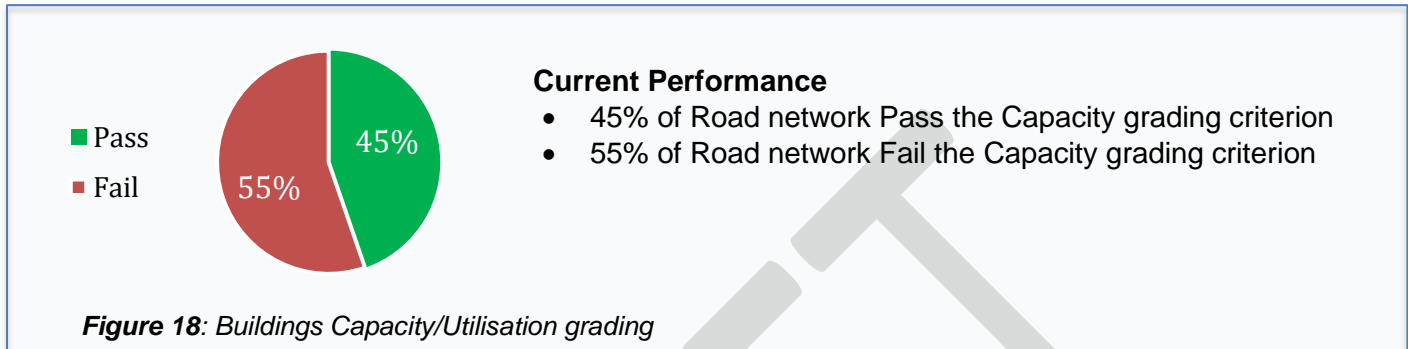 Pass
Fail
45%
55%
Current Performance
• 45% of Road network Pass the Capacity grading criterion
• 55% of Road network Fail the Capacity grading criterion
Figure 18: Buildings Capacity/Utilisation grading